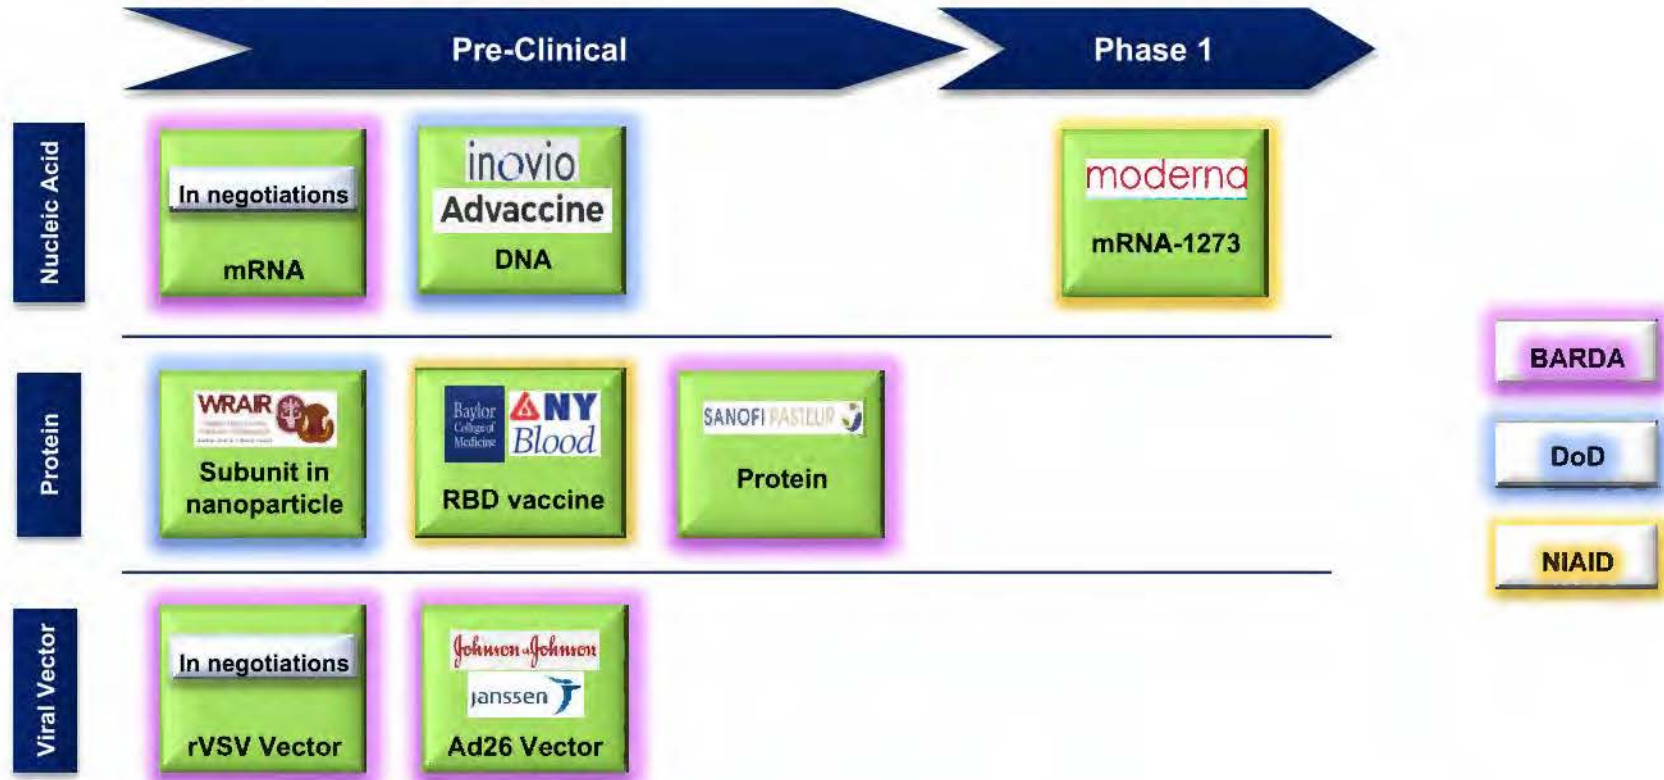 Pre-Clinical
Phase 1
Nucleic Acid
In negotiations
mRNA
inovio
Advaccine
DNA
moderna
mRNA-1273
BARDA
DoD
NIAID
Protein
WRAIR
Subunit in
nanoparticle
Baylor
College of
Medicine
NY
Blood
RBD vaccine
SANOFI PASTEUR
Protein
Viral Vector
In negotiations
rVSV Vector
Johnson & Johnson
janssen
Ad26 Vector